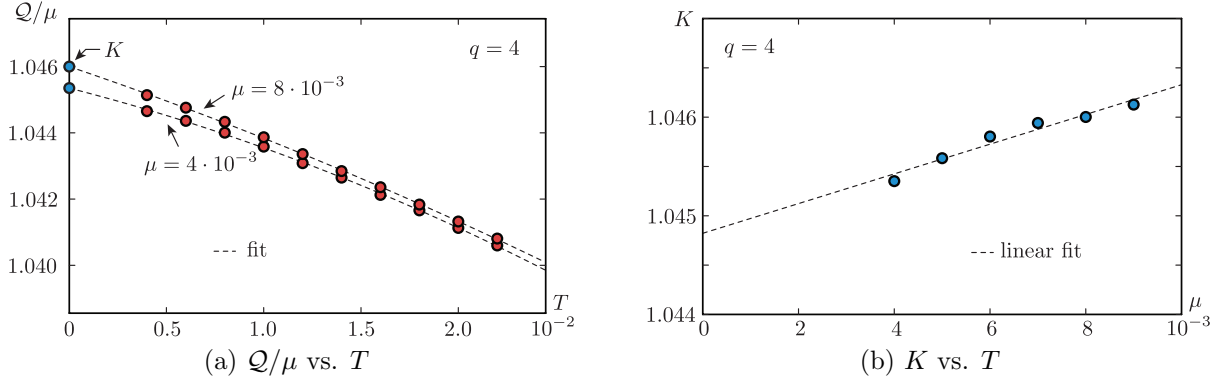 𝒬/μ
K
q = 4
1.046
μ = 8 · 10⁻³
1.044
μ = 4 · 10⁻³
1.042
fit
1.040
T
0 0.5 1.0 1.5 2.0 10⁻²
(a) 𝒬/μ vs. T
K
q = 4
1.046
1.045
linear fit
1.044
μ
0 2 4 6 8 10⁻³
(b) K vs. T